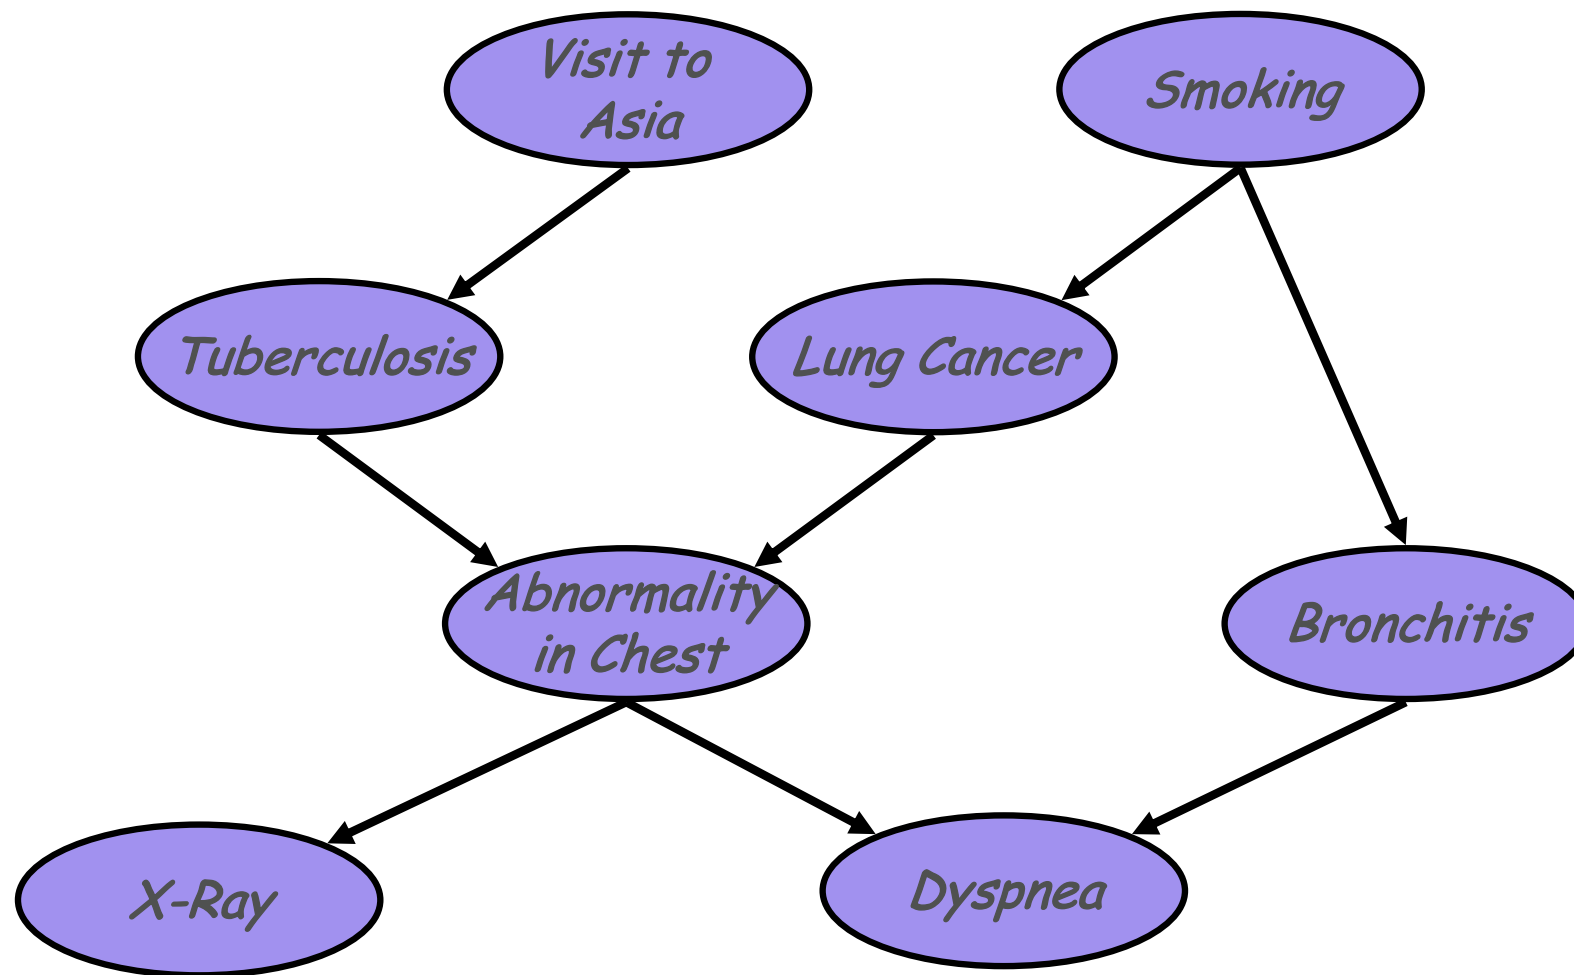 Visit to
Asia
Smoking
Tuberculosis
Lung Cancer
Abnormality
in Chest
Bronchitis
X-Ray
Dyspnea